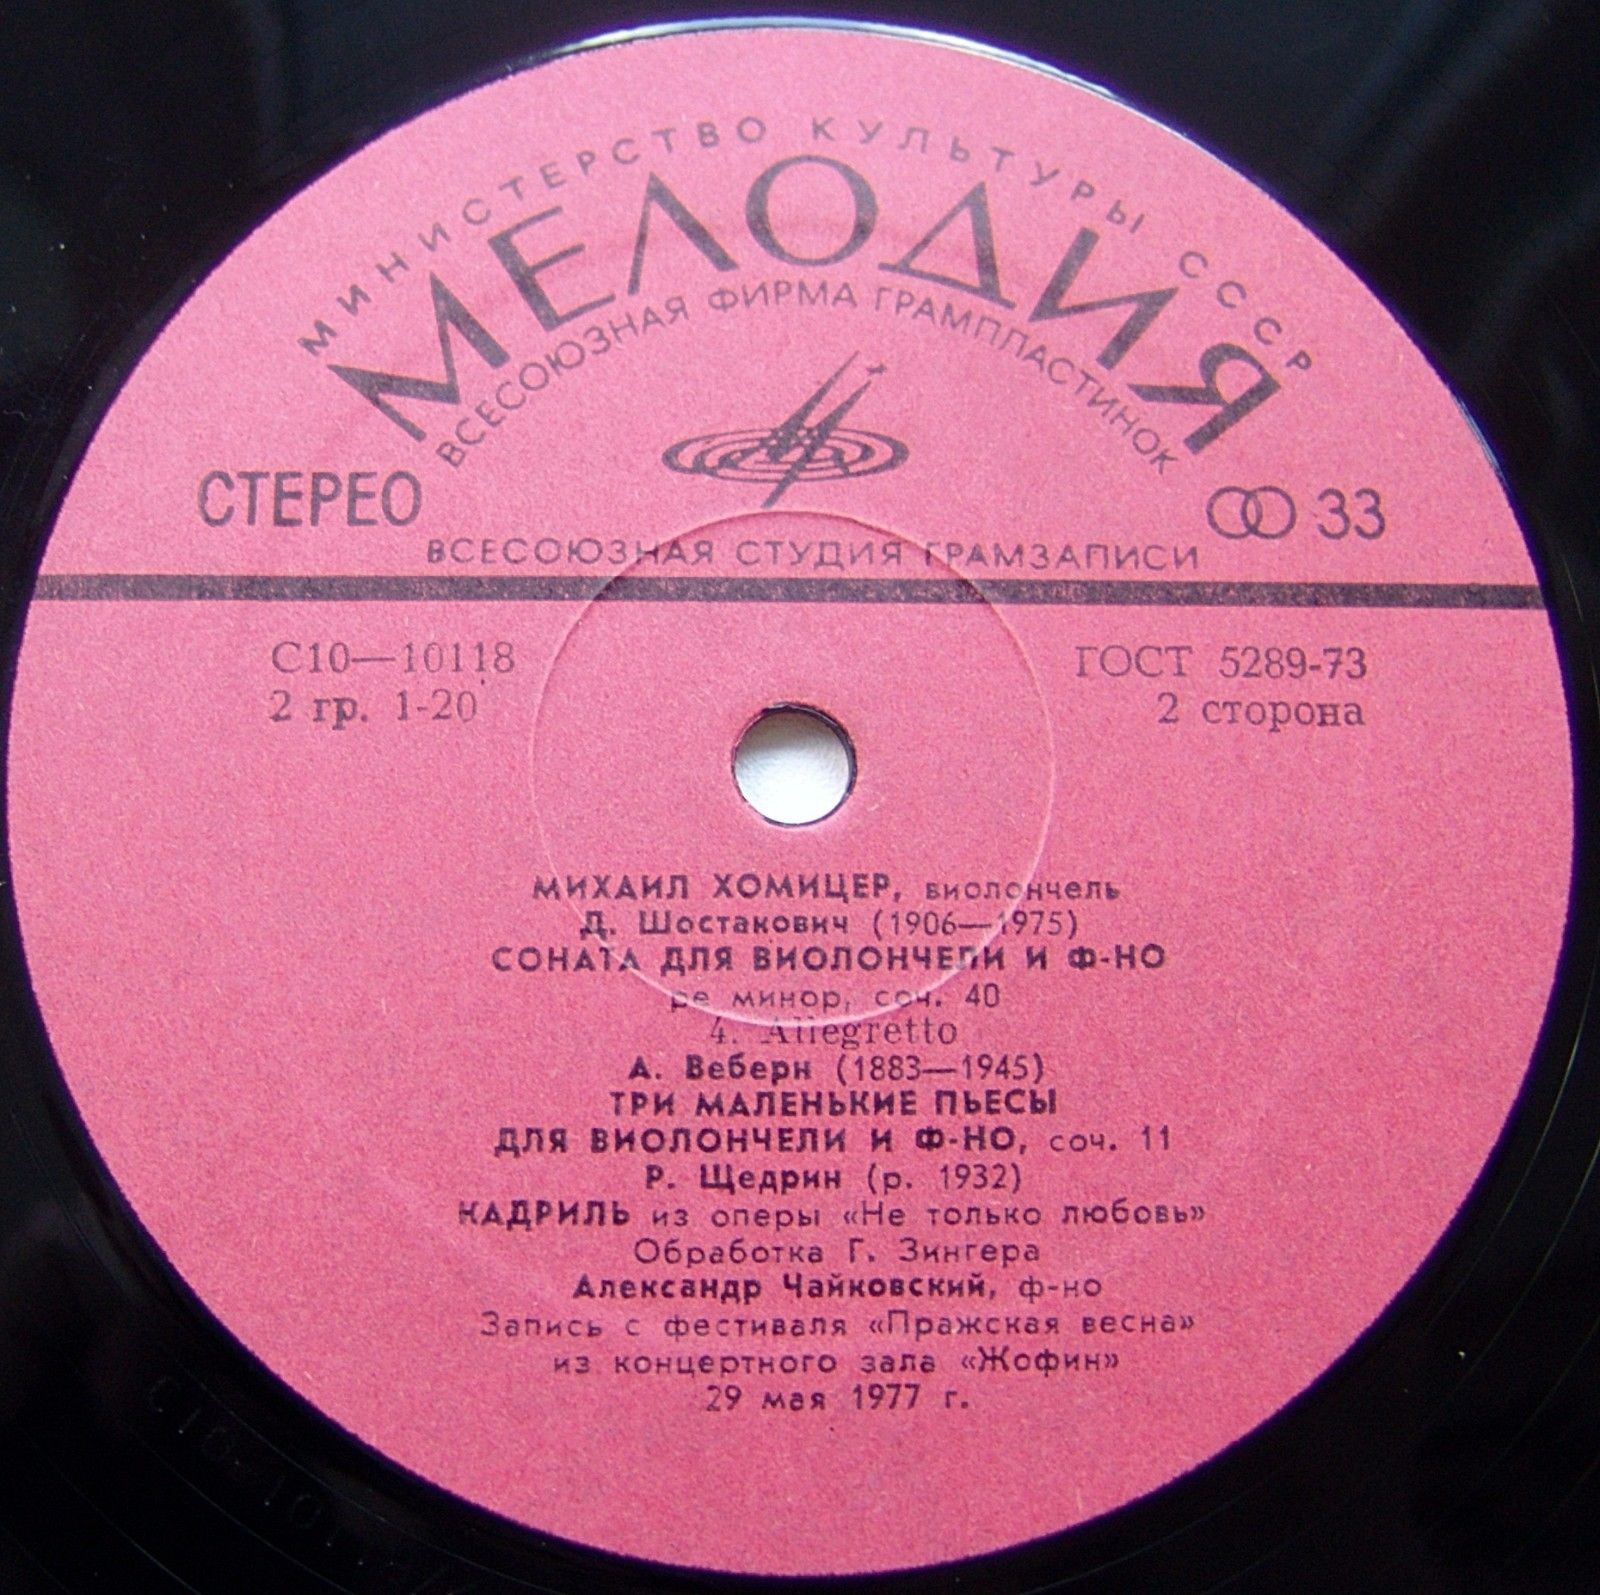 МИНИСТЕРСТВО КУЛЬТУРЫ СССР
МЕЛОДИЯ
ВСЕСОЮЗНАЯ ФИРМА ГРАМПЛАСТИНОК
СТЕРЕО
33
ВСЕСОЮЗНАЯ СТУДИЯ ГРАМЗАПИСИ
С10—10118
ГОСТ 5289-73
2 гр. 1-20
2 сторона
МИХАИЛ ХОМИЦЕР, виолончель
Д. Шостакович (1906—1975)
СОНАТА ДЛЯ ВИОЛОНЧЕЛИ И Ф-НО
ре минор, соч. 40
4. Allegretto
А. Веберн (1883—1945)
ТРИ МАЛЕНЬКИЕ ПЬЕСЫ
ДЛЯ ВИОЛОНЧЕЛИ И Ф-НО, соч. 11
Р. Щедрин (р. 1932)
КАДРИЛЬ из оперы «Не только любовь»
Обработка Г. Зингера
Александр Чайковский, ф-но
Запись с фестиваля «Пражская весна»
из концертного зала «Жофин»
29 мая 1977 г.